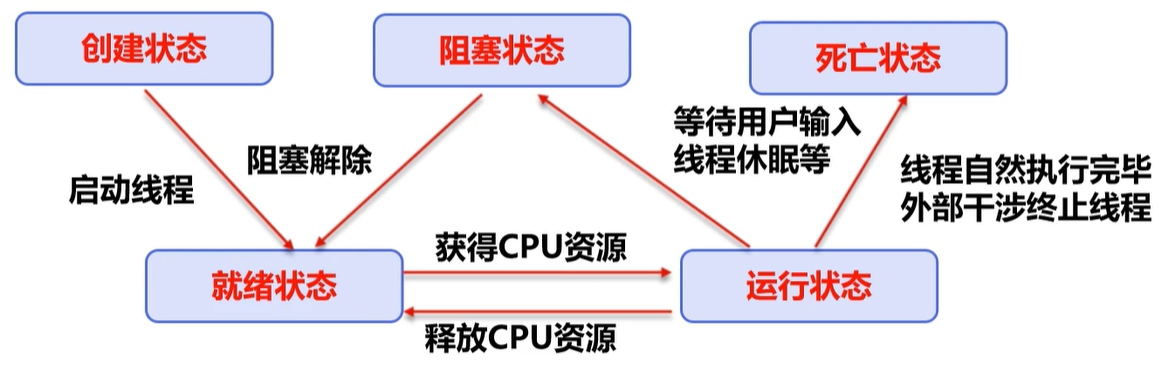 创建状态
阻塞状态
死亡状态
等待用户输入
线程休眠等
阻塞解除
启动线程
线程自然执行完毕
外部干涉终止线程
获得CPU资源
就绪状态
运行状态
释放CPU资源